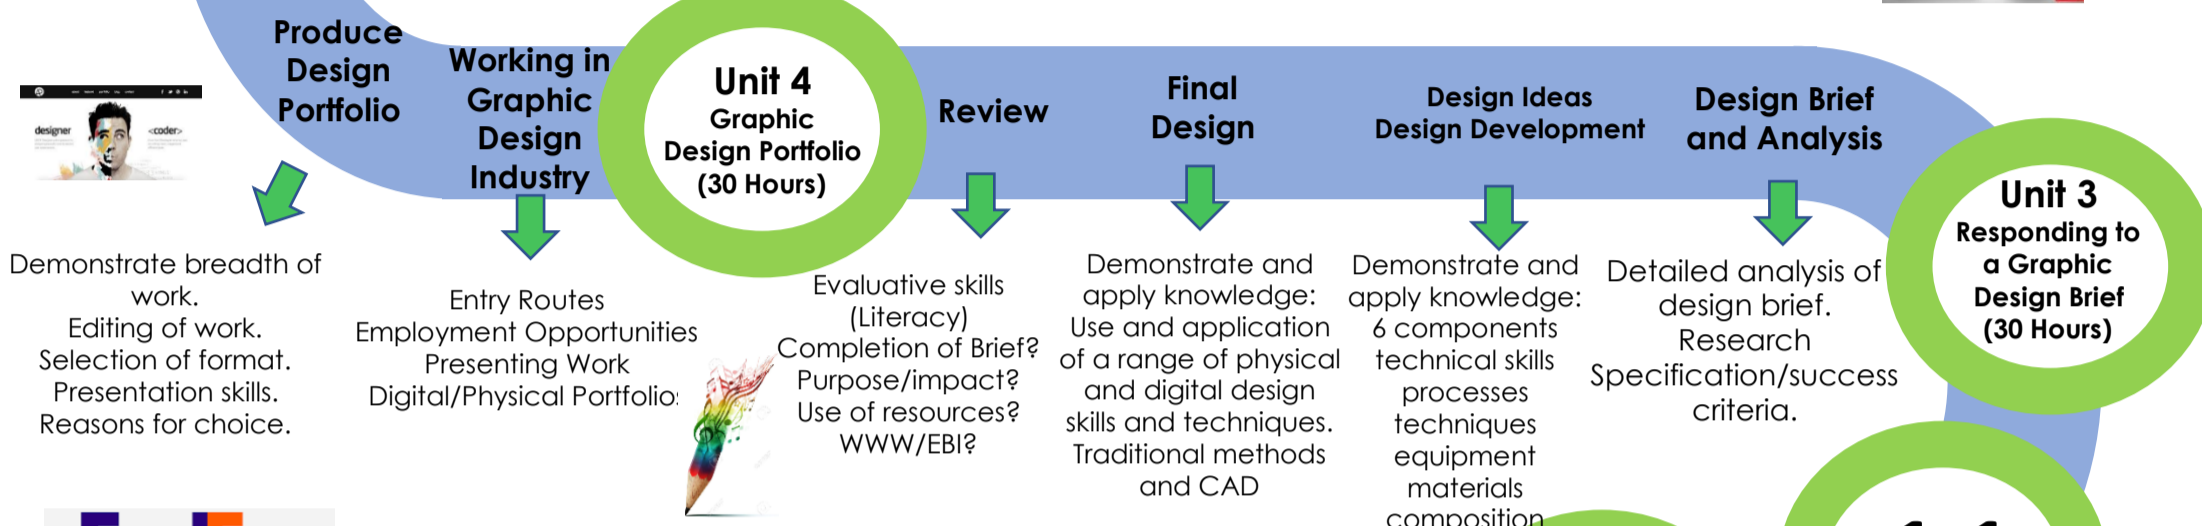 Produce
Design
Portfolio
Working in
Graphic
Design
Industry
Unit 4
Graphic
Design Portfolio
(30 Hours)
Review
Final
Design
Design Ideas
Design Development
Design Brief
and Analysis
Unit 3
Responding to
a Graphic
Design Brief
(30 Hours)
designer
<coder>
Demonstrate breadth of
work.
Editing of work.
Selection of format.
Presentation skills.
Reasons for choice.
Entry Routes
Employment Opportunities
Presenting Work
Digital/Physical Portfolio
Evaluative skills
(Literacy)
Completion of Brief?
Purpose/impact?
Use of resources?
WWW/EBI?
Demonstrate and
apply knowledge:
Use and application
of a range of physical
and digital design
skills and techniques.
Traditional methods
and CAD
Demonstrate and
apply knowledge:
6 components
technical skills
processes
techniques
equipment
materials
composition
Detailed analysis of
design brief.
Research
Specification/success
criteria.